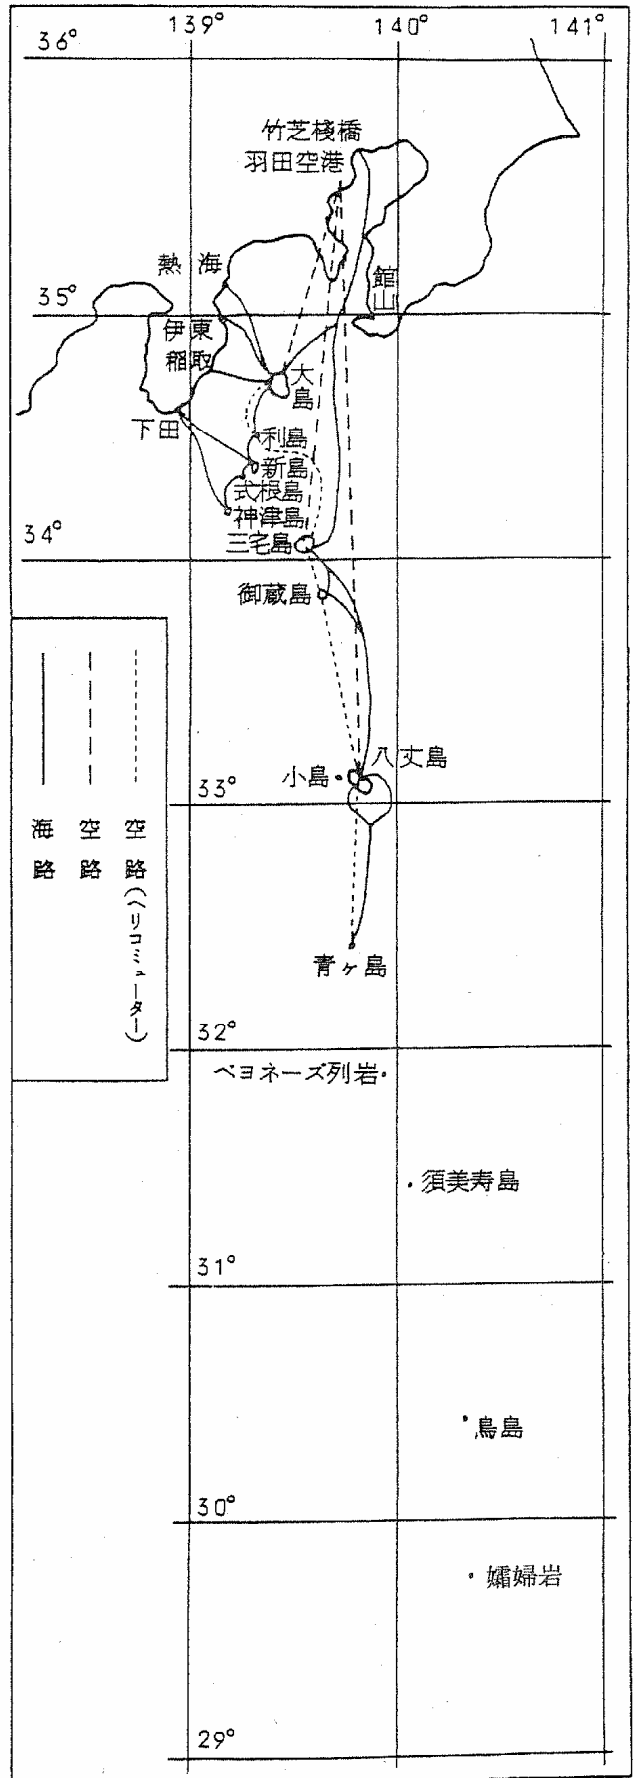 139°
140°
141°
36°
竹芝桟橋
羽田空港
熱海
館山
35°
伊東
稲取
大島
下田
利島
新島
式根島
神津島
34°
三宅島
御蔵島
八丈島
小島
33°
青ヶ島
海路
空路
空路(ヘリコミューター)
32°
ベヨネーズ列岩
須美寿島
31°
鳥島
30°
孀婦岩
29°